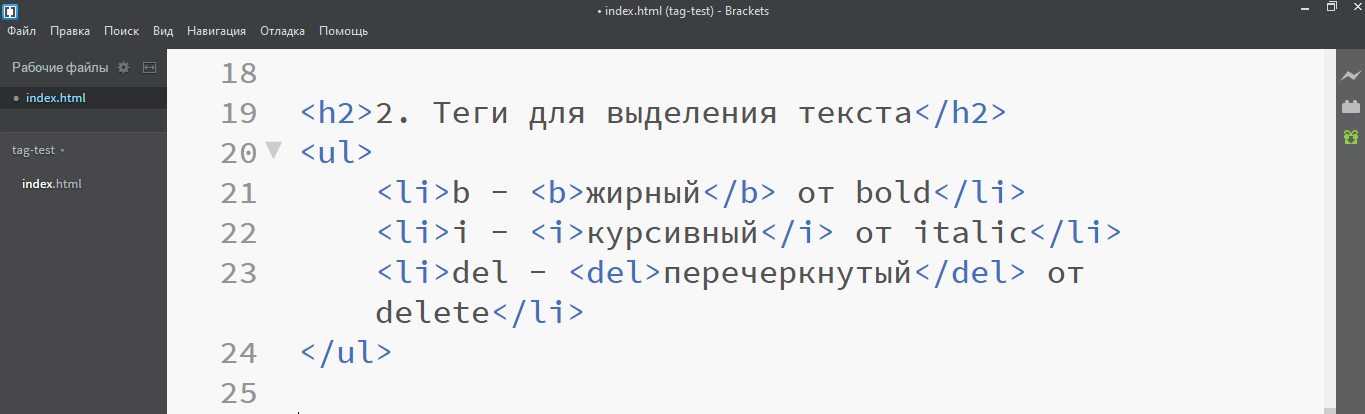 • index.html (tag-test) - Brackets
Файл Правка Поиск Вид Навигация Отладка Помощь
Рабочие файлы
• index.html
tag-test
index.html
18
19 <h2>2. Теги для выделения текста</h2>
20 <ul>
21 <li>b - <b>жирный</b> от bold</li>
22 <li>i - <i>курсивный</i> от italic</li>
23 <li>del - <del>перечеркнутый</del> от
delete</li>
24 </ul>
25